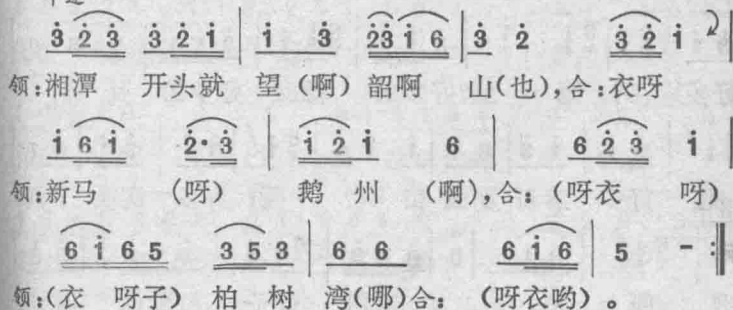 3 2 3 3 2 1 | 1 3 2 3 1 6 | 3 2 3 2 1
领:湘潭 开头就 望(啊)韶啊 山(也),合:衣呀
1 6 1 2·3 | 1 2 1 6 | 6 2 3 1 |
领:新马 (呀) 鹅 州 (啊),合:(呀衣 呀)
6 1 6 5 3 5 3 | 6 6 6 1 6 | 5 - :‖
领:(衣 呀子) 柏 树 湾(哪)合: (呀衣哟)。